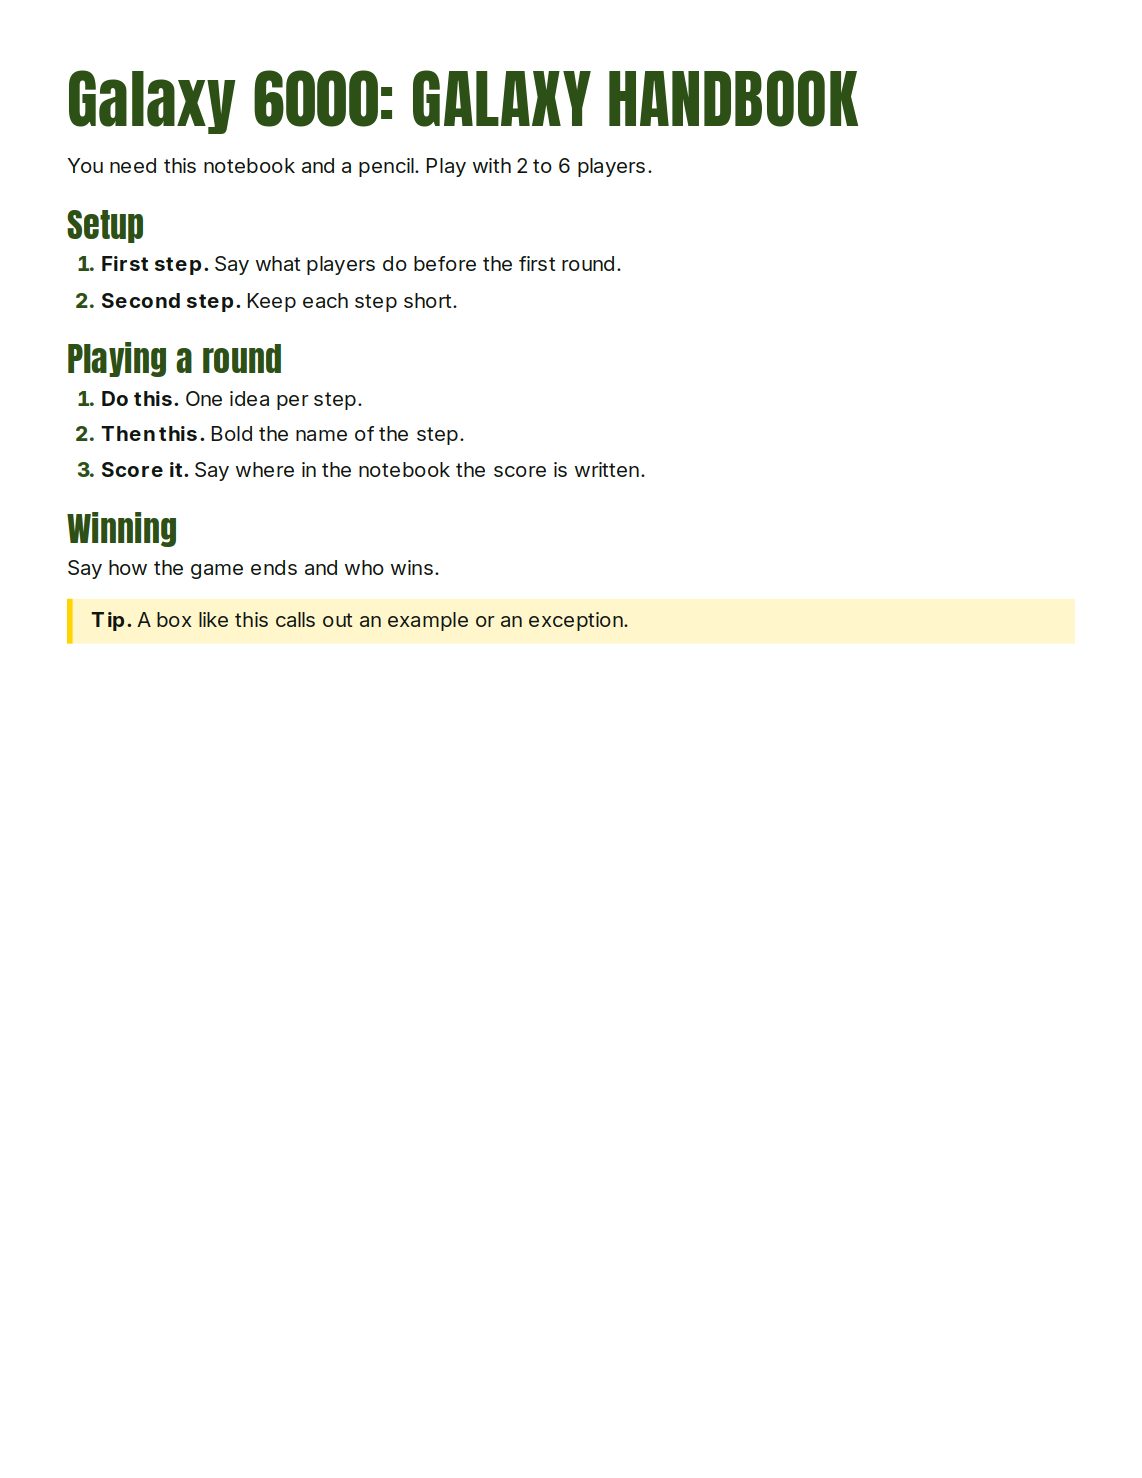 Galaxy 6000: GALAXY HANDBOOK
You need this notebook and a pencil. Play with 2 to 6 players.
Setup
1. First step. Say what players do before the first round.
2. Second step. Keep each step short.
Playing a round
1. Do this. One idea per step.
2. Then this. Bold the name of the step.
3. Score it. Say where in the notebook the score is written.
Winning
Say how the game ends and who wins.
Tip. A box like this calls out an example or an exception.